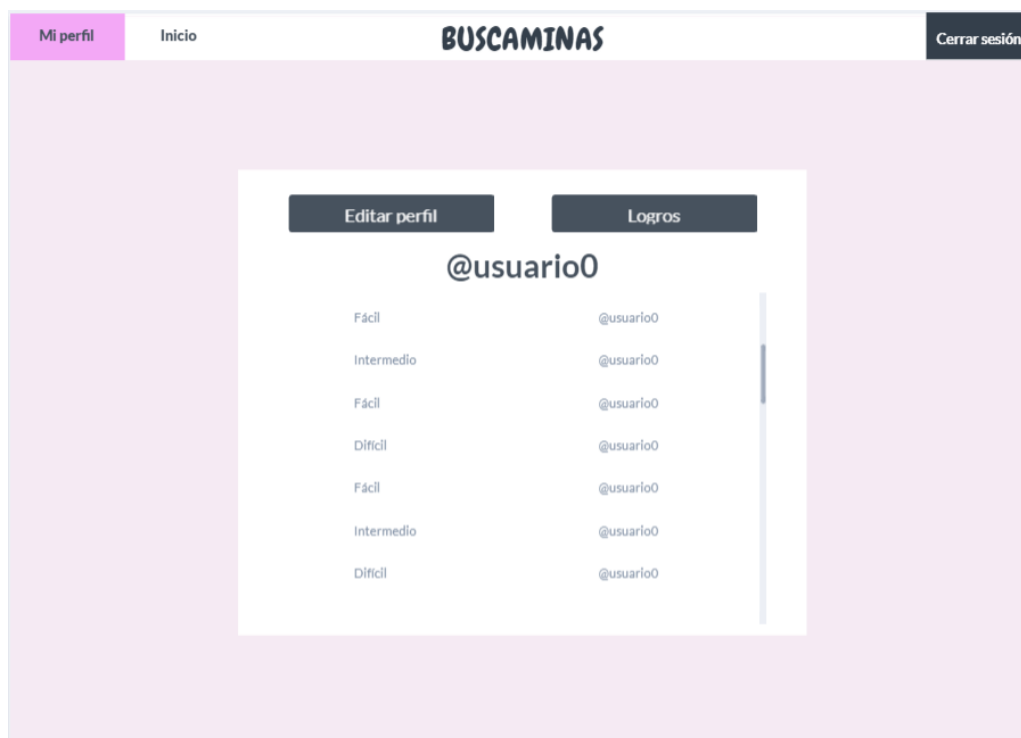 Mi perfil Inicio BUSCAMINAS Cerrar sesión
Editar perfil Logros
@usuario0
Fácil @usuario0
Intermedio @usuario0
Fácil @usuario0
Difícil @usuario0
Fácil @usuario0
Intermedio @usuario0
Difícil @usuario0